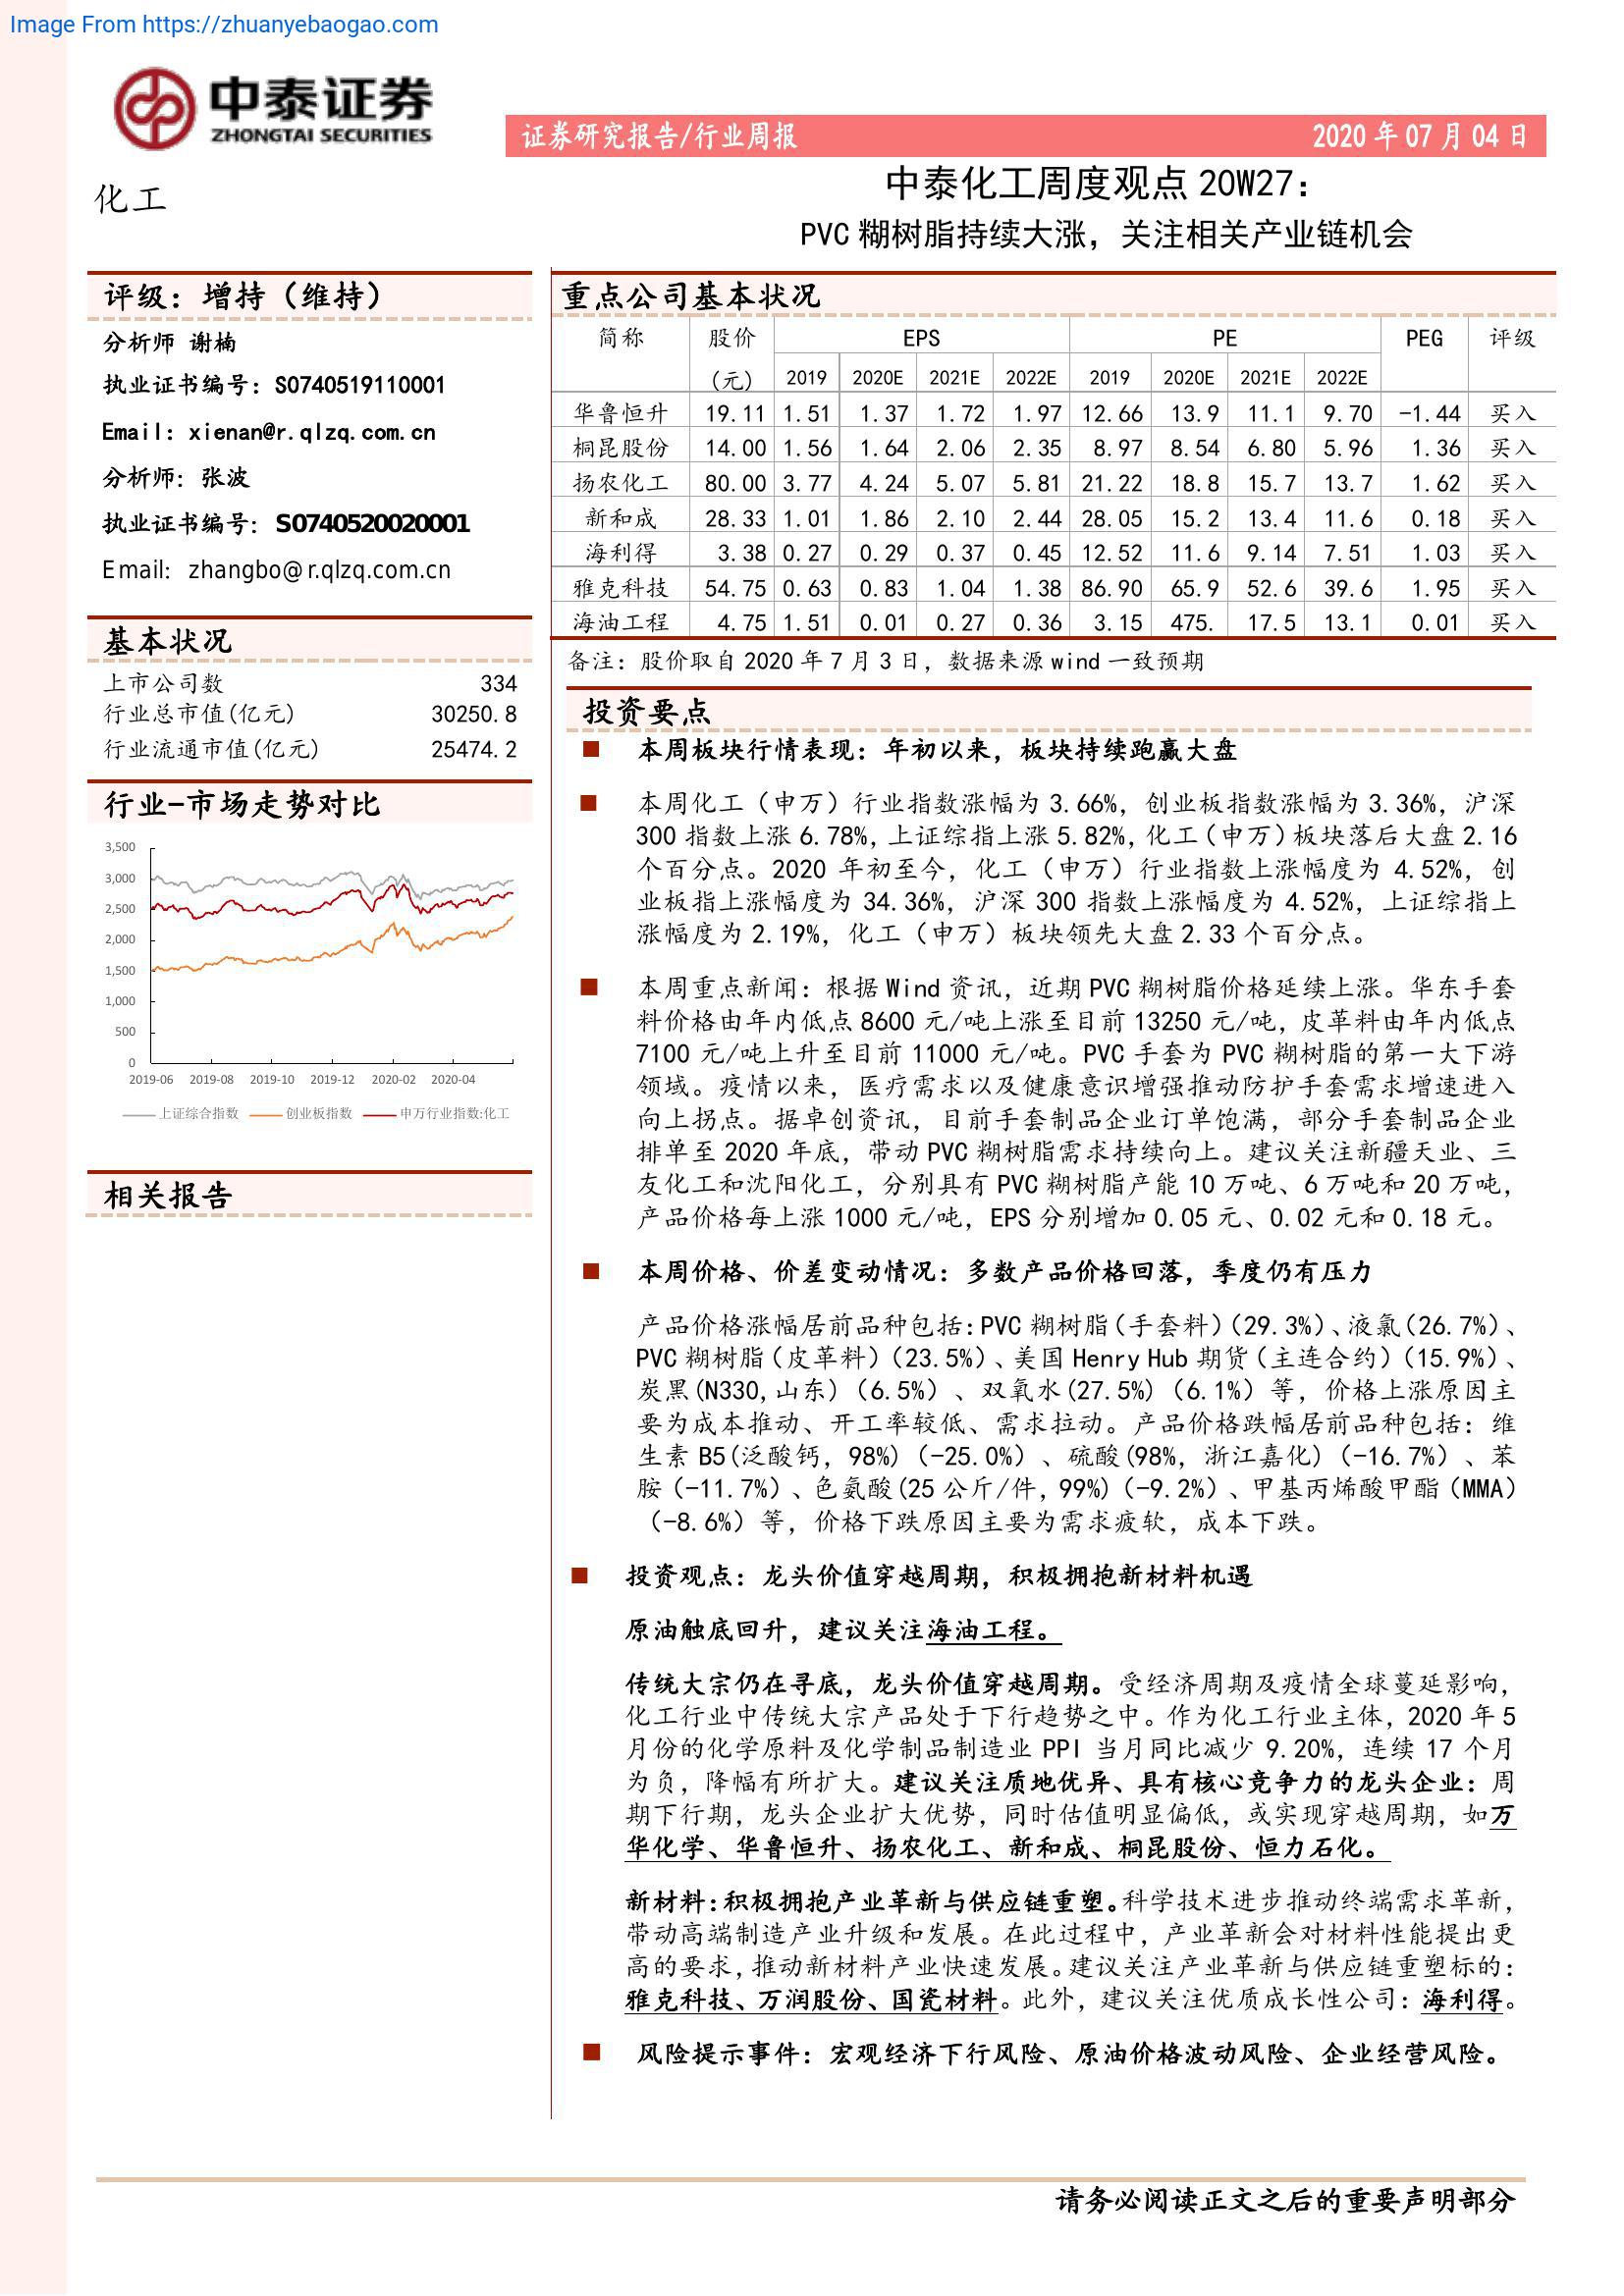 Image From https://zhuanyebaogao.com
中泰证券
ZHONGTAI SECURITIES
证券研究报告/行业周报 2020 年 07 月 04 日
化工
中泰化工周度观点 20W27：
PVC 糊树脂持续大涨，关注相关产业链机会
评级：增持（维持）
分析师 谢楠
执业证书编号：S0740519110001
Email：xienan@r.qlzq.com.cn
分析师：张波
执业证书编号：S0740520020001
Email：zhangbo@r.qlzq.com.cn
基本状况
上市公司数 334
行业总市值(亿元) 30250.8
行业流通市值(亿元) 25474.2
行业-市场走势对比
3,500
3,000
2,500
2,000
1,500
1,000
500
0
2019-06 2019-08 2019-10 2019-12 2020-02 2020-04
上证综合指数 创业板指数 申万行业指数:化工
相关报告
重点公司基本状况
简称 股价 EPS PE PEG 评级
(元) 2019 2020E 2021E 2022E 2019 2020E 2021E 2022E
华鲁恒升 19.11 1.51 1.37 1.72 1.97 12.66 13.9 11.1 9.70 -1.44 买入
桐昆股份 14.00 1.56 1.64 2.06 2.35 8.97 8.54 6.80 5.96 1.36 买入
扬农化工 80.00 3.77 4.24 5.07 5.81 21.22 18.8 15.7 13.7 1.62 买入
新和成 28.33 1.01 1.86 2.10 2.44 28.05 15.2 13.4 11.6 0.18 买入
海利得 3.38 0.27 0.29 0.37 0.45 12.52 11.6 9.14 7.51 1.03 买入
雅克科技 54.75 0.63 0.83 1.04 1.38 86.90 65.9 52.6 39.6 1.95 买入
海油工程 4.75 1.51 0.01 0.27 0.36 3.15 475. 17.5 13.1 0.01 买入
备注：股价取自 2020 年 7 月 3 日，数据来源 wind 一致预期
投资要点
本周板块行情表现：年初以来，板块持续跑赢大盘
本周化工（申万）行业指数涨幅为 3.66%，创业板指数涨幅为 3.36%，沪深
300 指数上涨 6.78%，上证综指上涨 5.82%，化工（申万）板块落后大盘 2.16
个百分点。2020 年初至今，化工（申万）行业指数上涨幅度为 4.52%，创
业板指上涨幅度为 34.36%，沪深 300 指数上涨幅度为 4.52%，上证综指上
涨幅度为 2.19%，化工（申万）板块领先大盘 2.33 个百分点。
本周重点新闻：根据 Wind 资讯，近期 PVC 糊树脂价格延续上涨。华东手套
料价格由年内低点 8600 元/吨上涨至目前 13250 元/吨，皮革料由年内低点
7100 元/吨上升至目前 11000 元/吨。PVC 手套为 PVC 糊树脂的第一大下游
领域。疫情以来，医疗需求以及健康意识增强推动防护手套需求增速进入
向上拐点。据卓创资讯，目前手套制品企业订单饱满，部分手套制品企业
排单至 2020 年底，带动 PVC 糊树脂需求持续向上。建议关注新疆天业、三
友化工和沈阳化工，分别具有 PVC 糊树脂产能 10 万吨、6 万吨和 20 万吨，
产品价格每上涨 1000 元/吨，EPS 分别增加 0.05 元、0.02 元和 0.18 元。
本周价格、价差变动情况：多数产品价格回落，季度仍有压力
产品价格涨幅居前品种包括：PVC 糊树脂（手套料）（29.3%）、液氯（26.7%）、
PVC 糊树脂（皮革料）（23.5%）、美国 Henry Hub 期货（主连合约）（15.9%）、
炭黑(N330,山东)（6.5%）、双氧水(27.5%)（6.1%）等，价格上涨原因主
要为成本推动、开工率较低、需求拉动。产品价格跌幅居前品种包括：维
生素 B5(泛酸钙，98%)（-25.0%）、硫酸(98%，浙江嘉化)（-16.7%）、苯
胺（-11.7%）、色氨酸(25 公斤/件，99%)（-9.2%）、甲基丙烯酸甲酯（MMA）
（-8.6%）等，价格下跌原因主要为需求疲软，成本下跌。
投资观点：龙头价值穿越周期，积极拥抱新材料机遇
原油触底回升，建议关注海油工程。
传统大宗仍在寻底，龙头价值穿越周期。受经济周期及疫情全球蔓延影响，
化工行业中传统大宗产品处于下行趋势之中。作为化工行业主体，2020 年 5
月份的化学原料及化学制品制造业 PPI 当月同比减少 9.20%，连续 17 个月
为负，降幅有所扩大。建议关注质地优异、具有核心竞争力的龙头企业：周
期下行期，龙头企业扩大优势，同时估值明显偏低，或实现穿越周期，如万
华化学、华鲁恒升、扬农化工、新和成、桐昆股份、恒力石化。
新材料：积极拥抱产业革新与供应链重塑。科学技术进步推动终端需求革新，
带动高端制造产业升级和发展。在此过程中，产业革新会对材料性能提出更
高的要求，推动新材料产业快速发展。建议关注产业革新与供应链重塑标的：
雅克科技、万润股份、国瓷材料。此外，建议关注优质成长性公司：海利得。
风险提示事件：宏观经济下行风险、原油价格波动风险、企业经营风险。
请务必阅读正文之后的重要声明部分